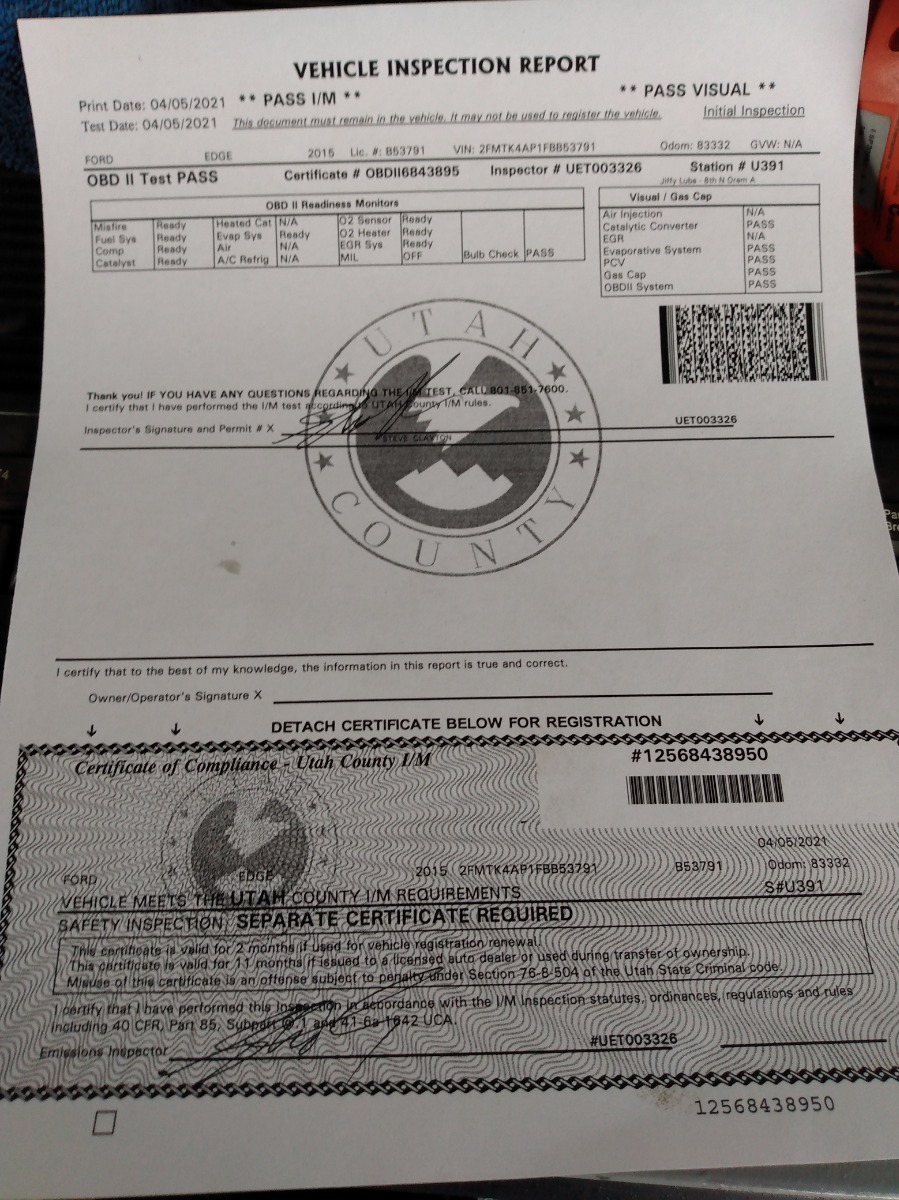 VEHICLE INSPECTION REPORT
Print Date: 04/05/2021 ** PASS I/M ** ** PASS VISUAL **
Test Date: 04/05/2021 This document must remain in the vehicle. It may not be used to register the vehicle. Initial Inspection
FORD EDGE 2015 Lic. #: B53791 VIN: 2FMTK4AP1FBB53791 Odom: 83332 GVW: N/A
OBD II Test PASS Certificate # OBDII6843895 Inspector # UET003326 Station # U391
Jiffy Lube - 8th N Orem A
OBD II Readiness Monitors
Misfire Ready Heated Cat N/A O2 Sensor Ready
Fuel Sys Ready Evap Sys Ready O2 Heater Ready
Comp Ready Air N/A EGR Sys Ready
Catalyst Ready A/C Refrig N/A MIL OFF Bulb Check PASS
Visual / Gas Cap
Air Injection N/A
Catalytic Converter PASS
EGR N/A
Evaporative System PASS
PCV PASS
Gas Cap PASS
OBDII System PASS
UTAH
Thank you! IF YOU HAVE ANY QUESTIONS REGARDING THE I/M TEST, CALL 801-851-7600.
I certify that I have performed the I/M test according to UTAH County I/M rules.
Inspector's Signature and Permit # X UET003326
STEVE CLAYTON
COUNTY
I certify that to the best of my knowledge, the information in this report is true and correct.
Owner/Operator's Signature X
DETACH CERTIFICATE BELOW FOR REGISTRATION
Certificate of Compliance - Utah County I/M
#12568438950
04/05/2021
FORD EDGE 2015 2FMTK4AP1FBB53791 B53791 Odom: 83332
S#U391
VEHICLE MEETS THE UTAH COUNTY I/M REQUIREMENTS
SAFETY INSPECTION, SEPARATE CERTIFICATE REQUIRED
This certificate is valid for 2 months if used for vehicle registration renewal.
This certificate is valid for 11 months if issued to a licensed auto dealer or used during transfer of ownership.
Misuse of this certificate is an offense subject to penalty under Section 76-8-504 of the Utah State Criminal code.
I certify that I have performed this Inspection in accordance with the I/M Inspection statutes, ordinances, regulations and rules
including 40 CFR, Part 85, Subpart and 41-6a-1642 UCA.
Emissions Inspector #UET003326
12568438950